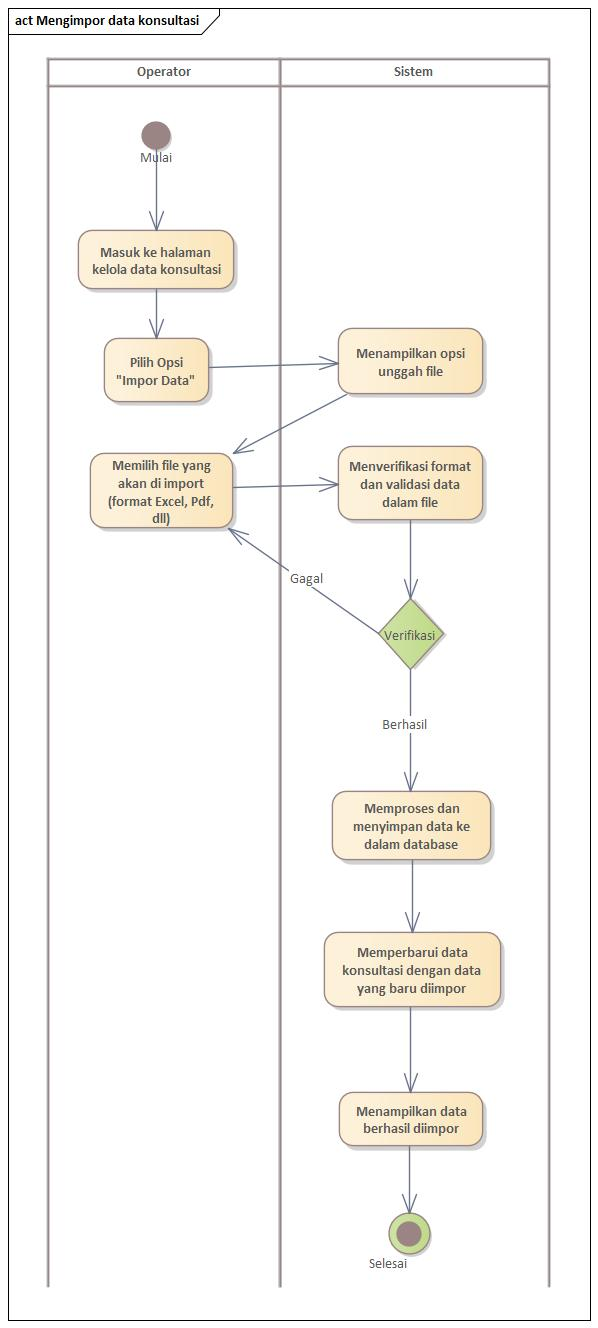 act Mengimpor data konsultasi
Operator
Sistem
Mulai
Masuk ke halaman
kelola data konsultasi
Pilih Opsi
"Impor Data"
Menampilkan opsi
unggah file
Memilih file yang
akan di import
(format Excel, Pdf,
dll)
Menverifikasi format
dan validasi data
dalam file
Gagal
Verifikasi
Berhasil
Memproses dan
menyimpan data ke
dalam database
Memperbarui data
konsultasi dengan data
yang baru diimpor
Menampilkan data
berhasil diimpor
Selesai